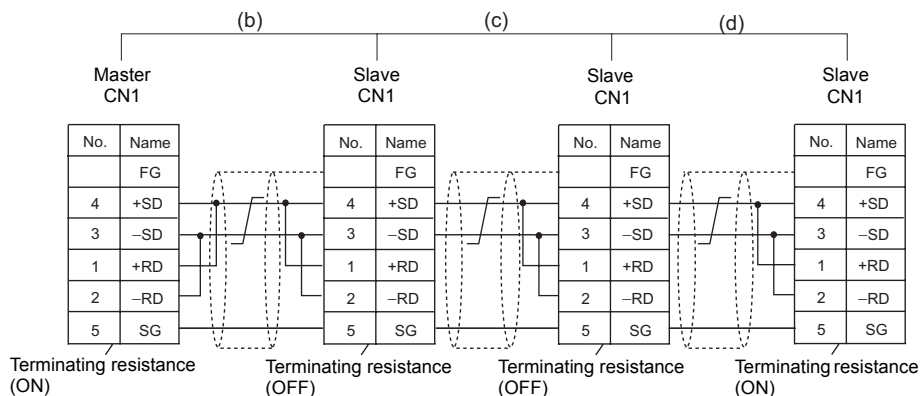 (b) (c) (d)
Master
CN1
Slave
CN1
Slave
CN1
Slave
CN1
No. Name
FG
4 +SD
3 –SD
1 +RD
2 –RD
5 SG
Terminating resistance
(ON)
No. Name
FG
4 +SD
3 –SD
1 +RD
2 –RD
5 SG
Terminating resistance
(OFF)
No. Name
FG
4 +SD
3 –SD
1 +RD
2 –RD
5 SG
Terminating resistance
(OFF)
No. Name
FG
4 +SD
3 –SD
1 +RD
2 –RD
5 SG
Terminating resistance
(ON)